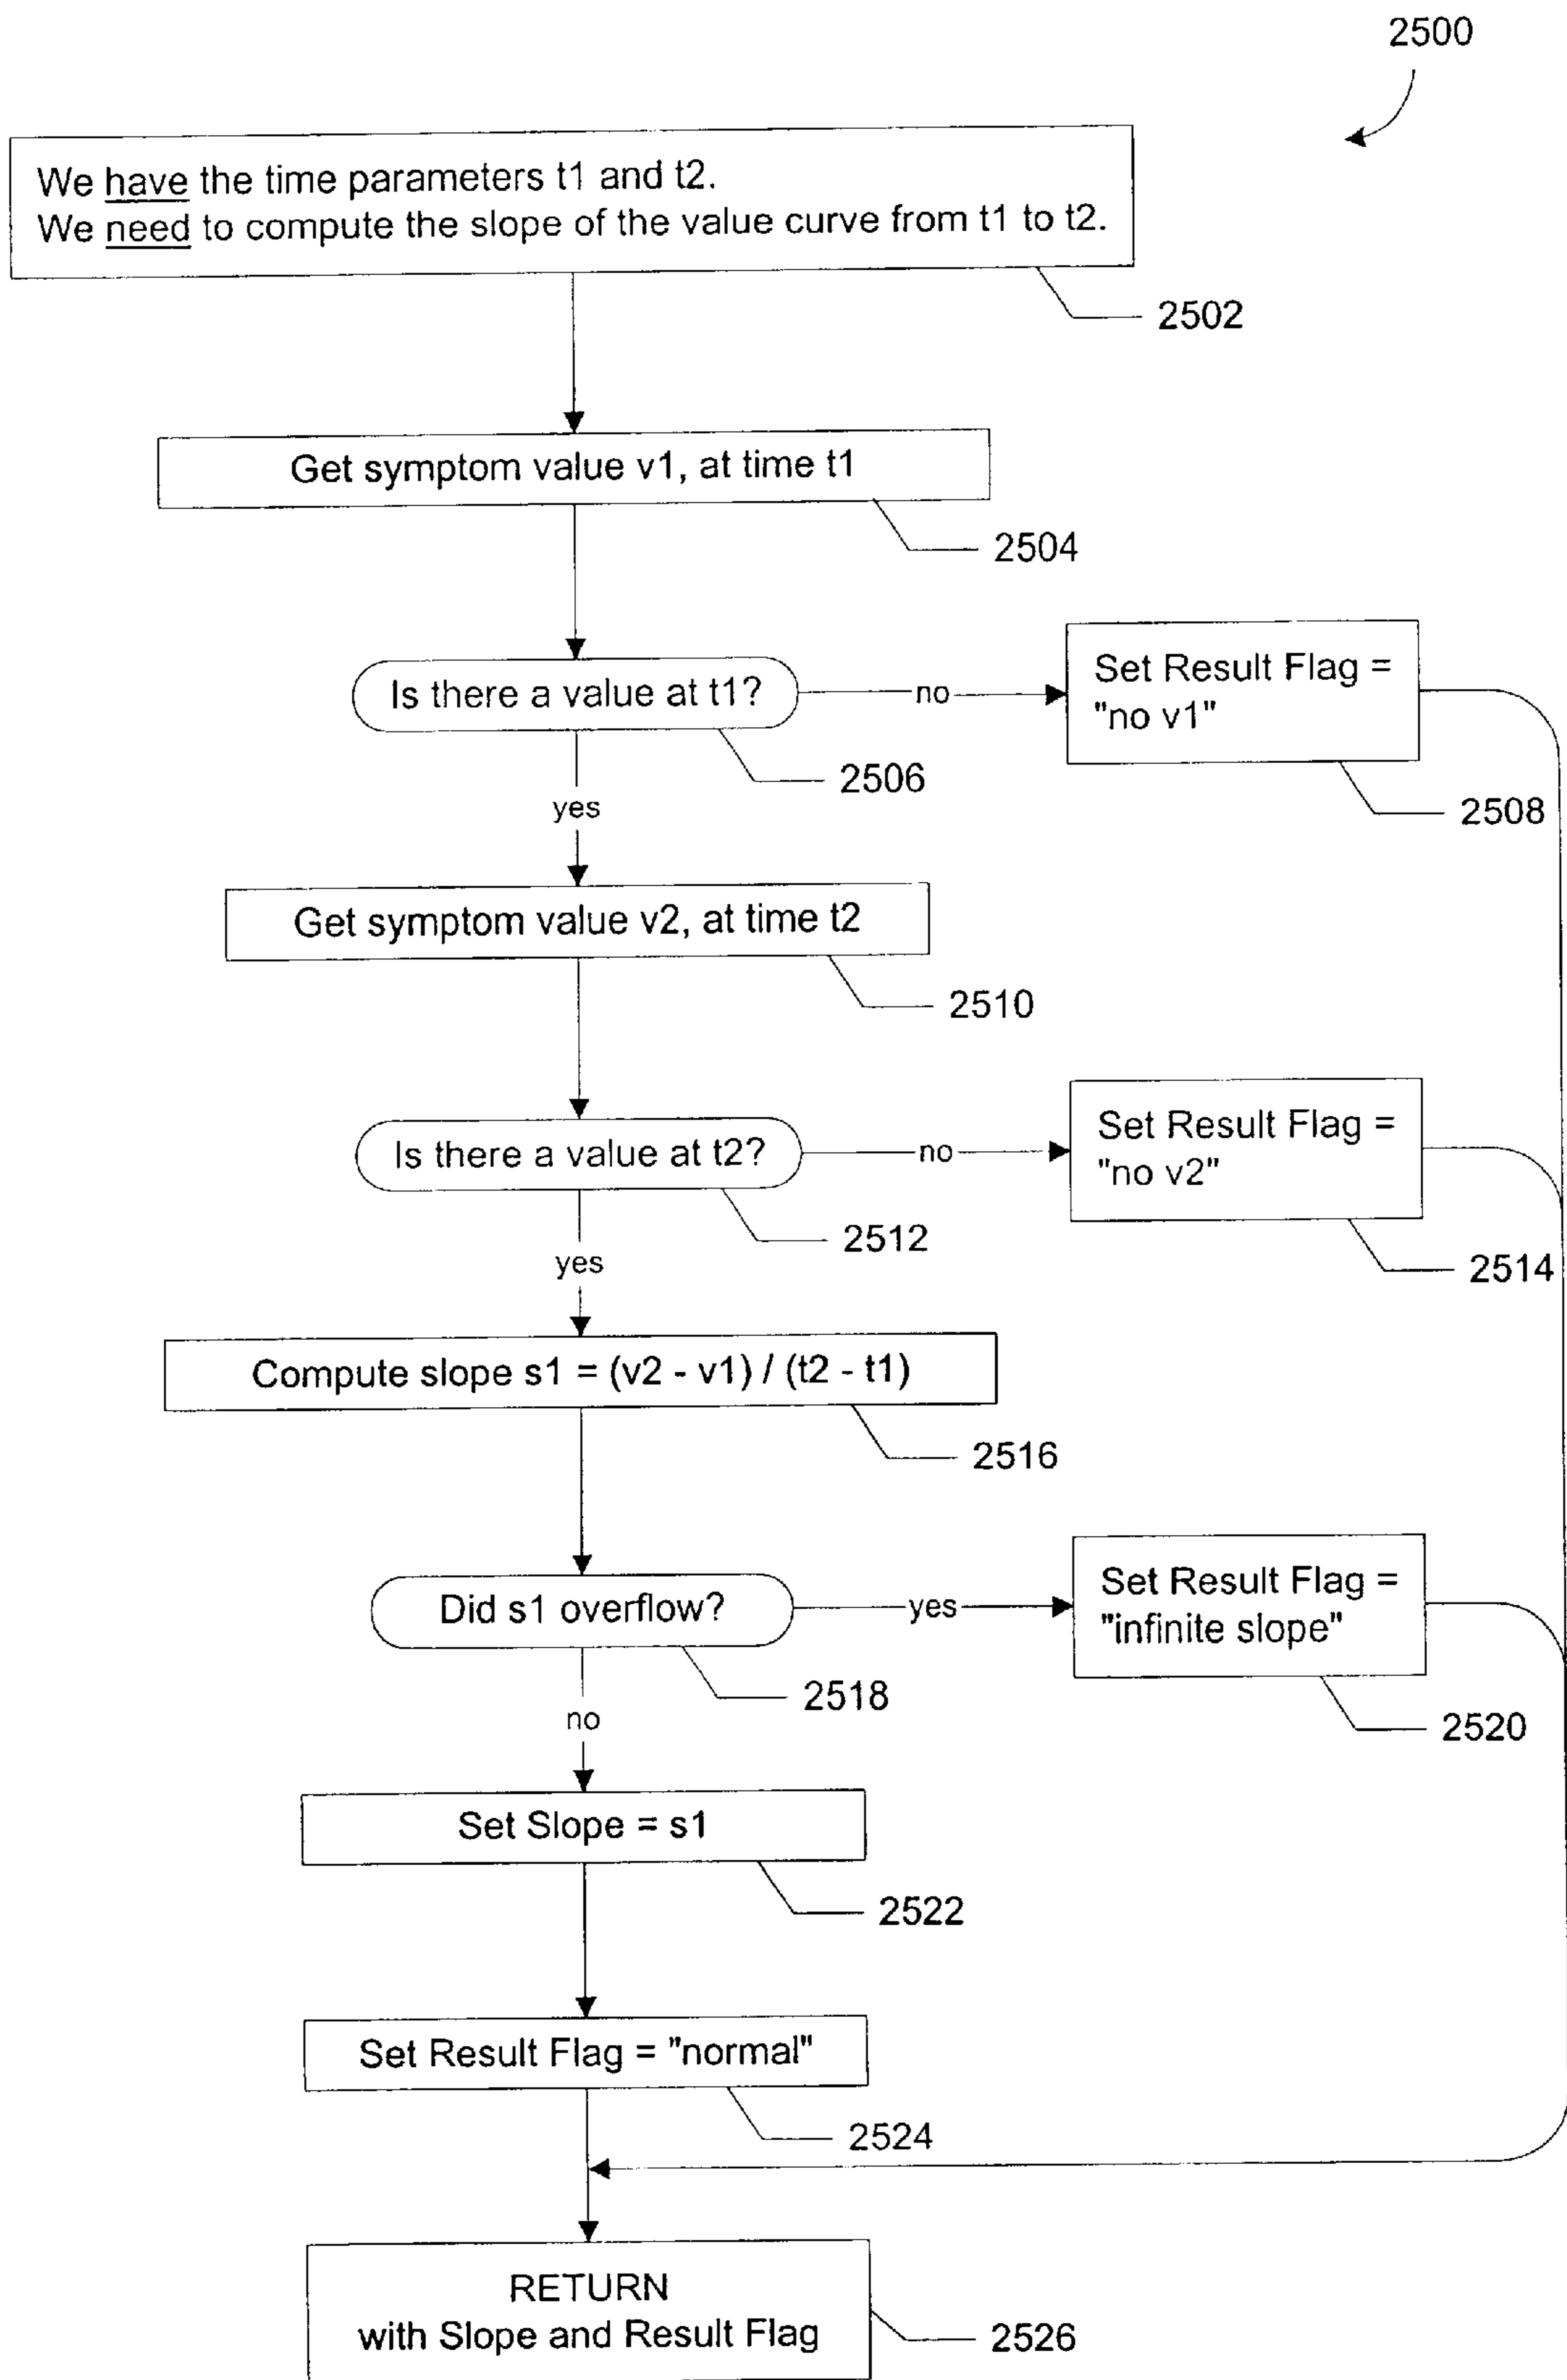 2500
We have the time parameters t1 and t2.
We need to compute the slope of the value curve from t1 to t2.
2502
Get symptom value v1, at time t1
2504
Is there a value at t1?
no
Set Result Flag =
"no v1"
2506
2508
yes
Get symptom value v2, at time t2
2510
Is there a value at t2?
no
Set Result Flag =
"no v2"
2512
2514
yes
Compute slope s1 = (v2 - v1) / (t2 - t1)
2516
Did s1 overflow?
yes
Set Result Flag =
"infinite slope"
2518
2520
no
Set Slope = s1
2522
Set Result Flag = "normal"
2524
RETURN
with Slope and Result Flag
2526